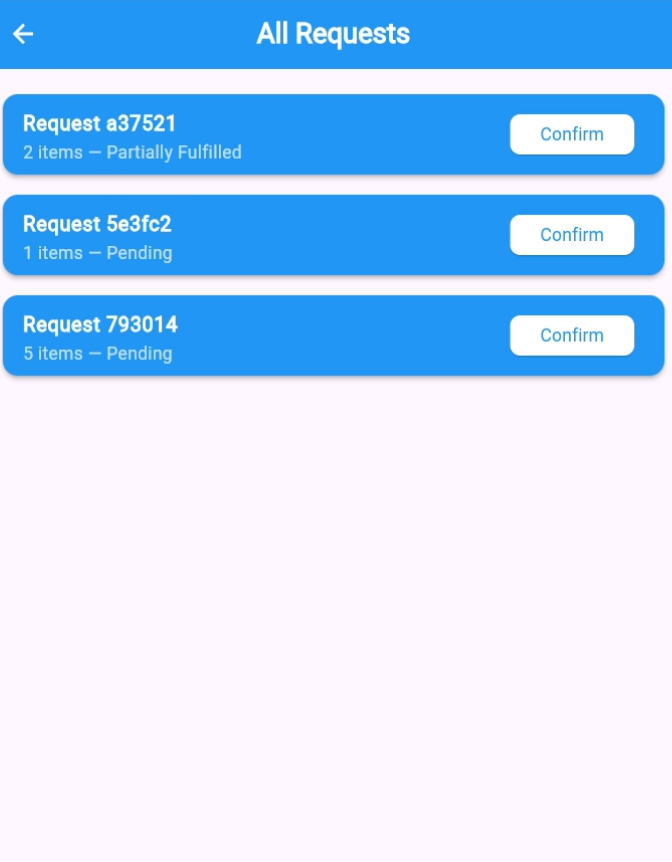 All Requests
Request a37521
2 items — Partially Fulfilled
Confirm
Request 5e3fc2
1 items — Pending
Confirm
Request 793014
5 items — Pending
Confirm